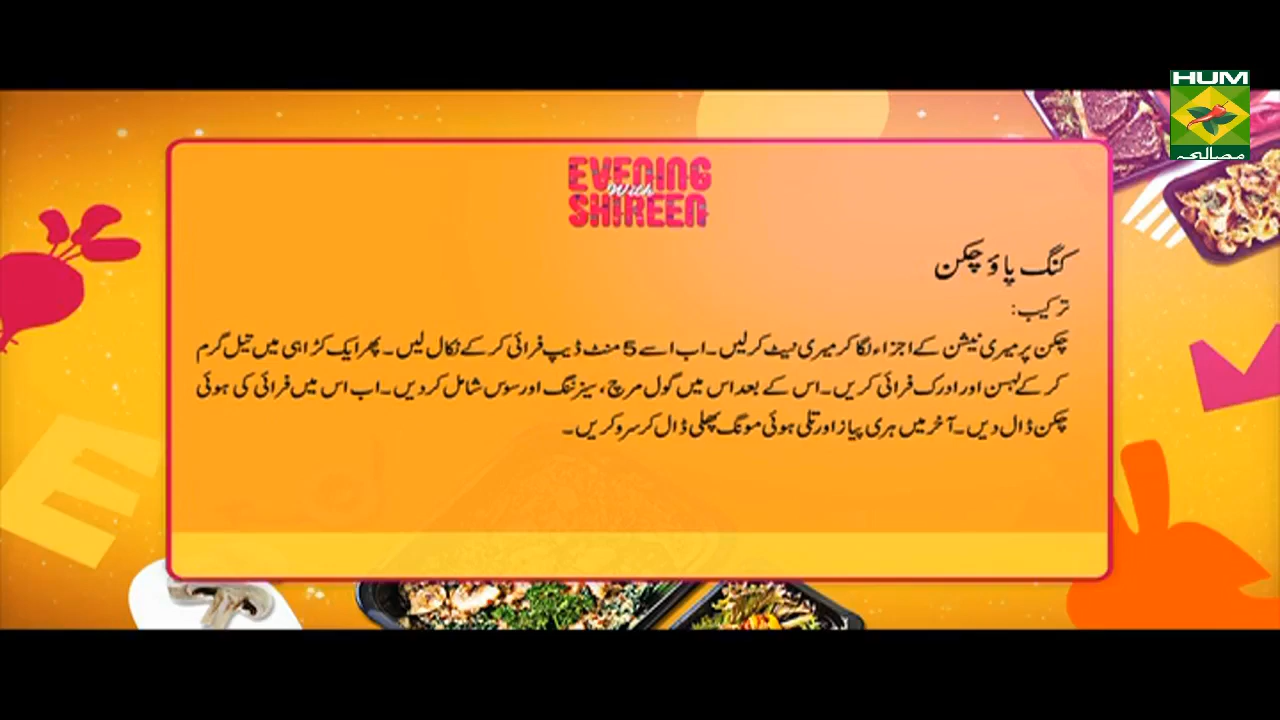 HUM
مصالحہ
EVENING
With
SHIREEN
کنگ پاؤ چکن
ترکیب:
چکن پر میری نیشن کے اجزاء لگا کر میری نیٹ کر لیں۔ اب اسے 5 منٹ ڈیپ فرائی کر کے نکال لیں۔ پھر ایک کڑاہی میں تیل گرم
کر کے لہسن اور ادرک فرائی کریں۔ اس کے بعد اس میں گول مرچ، سیزننگ اور سوس شامل کر دیں۔ اب اس میں فرائی کی ہوئی
چکن ڈال دیں۔ آخر میں ہری پیاز اور تلی ہوئی مونگ پھلی ڈال کر سرو کریں۔